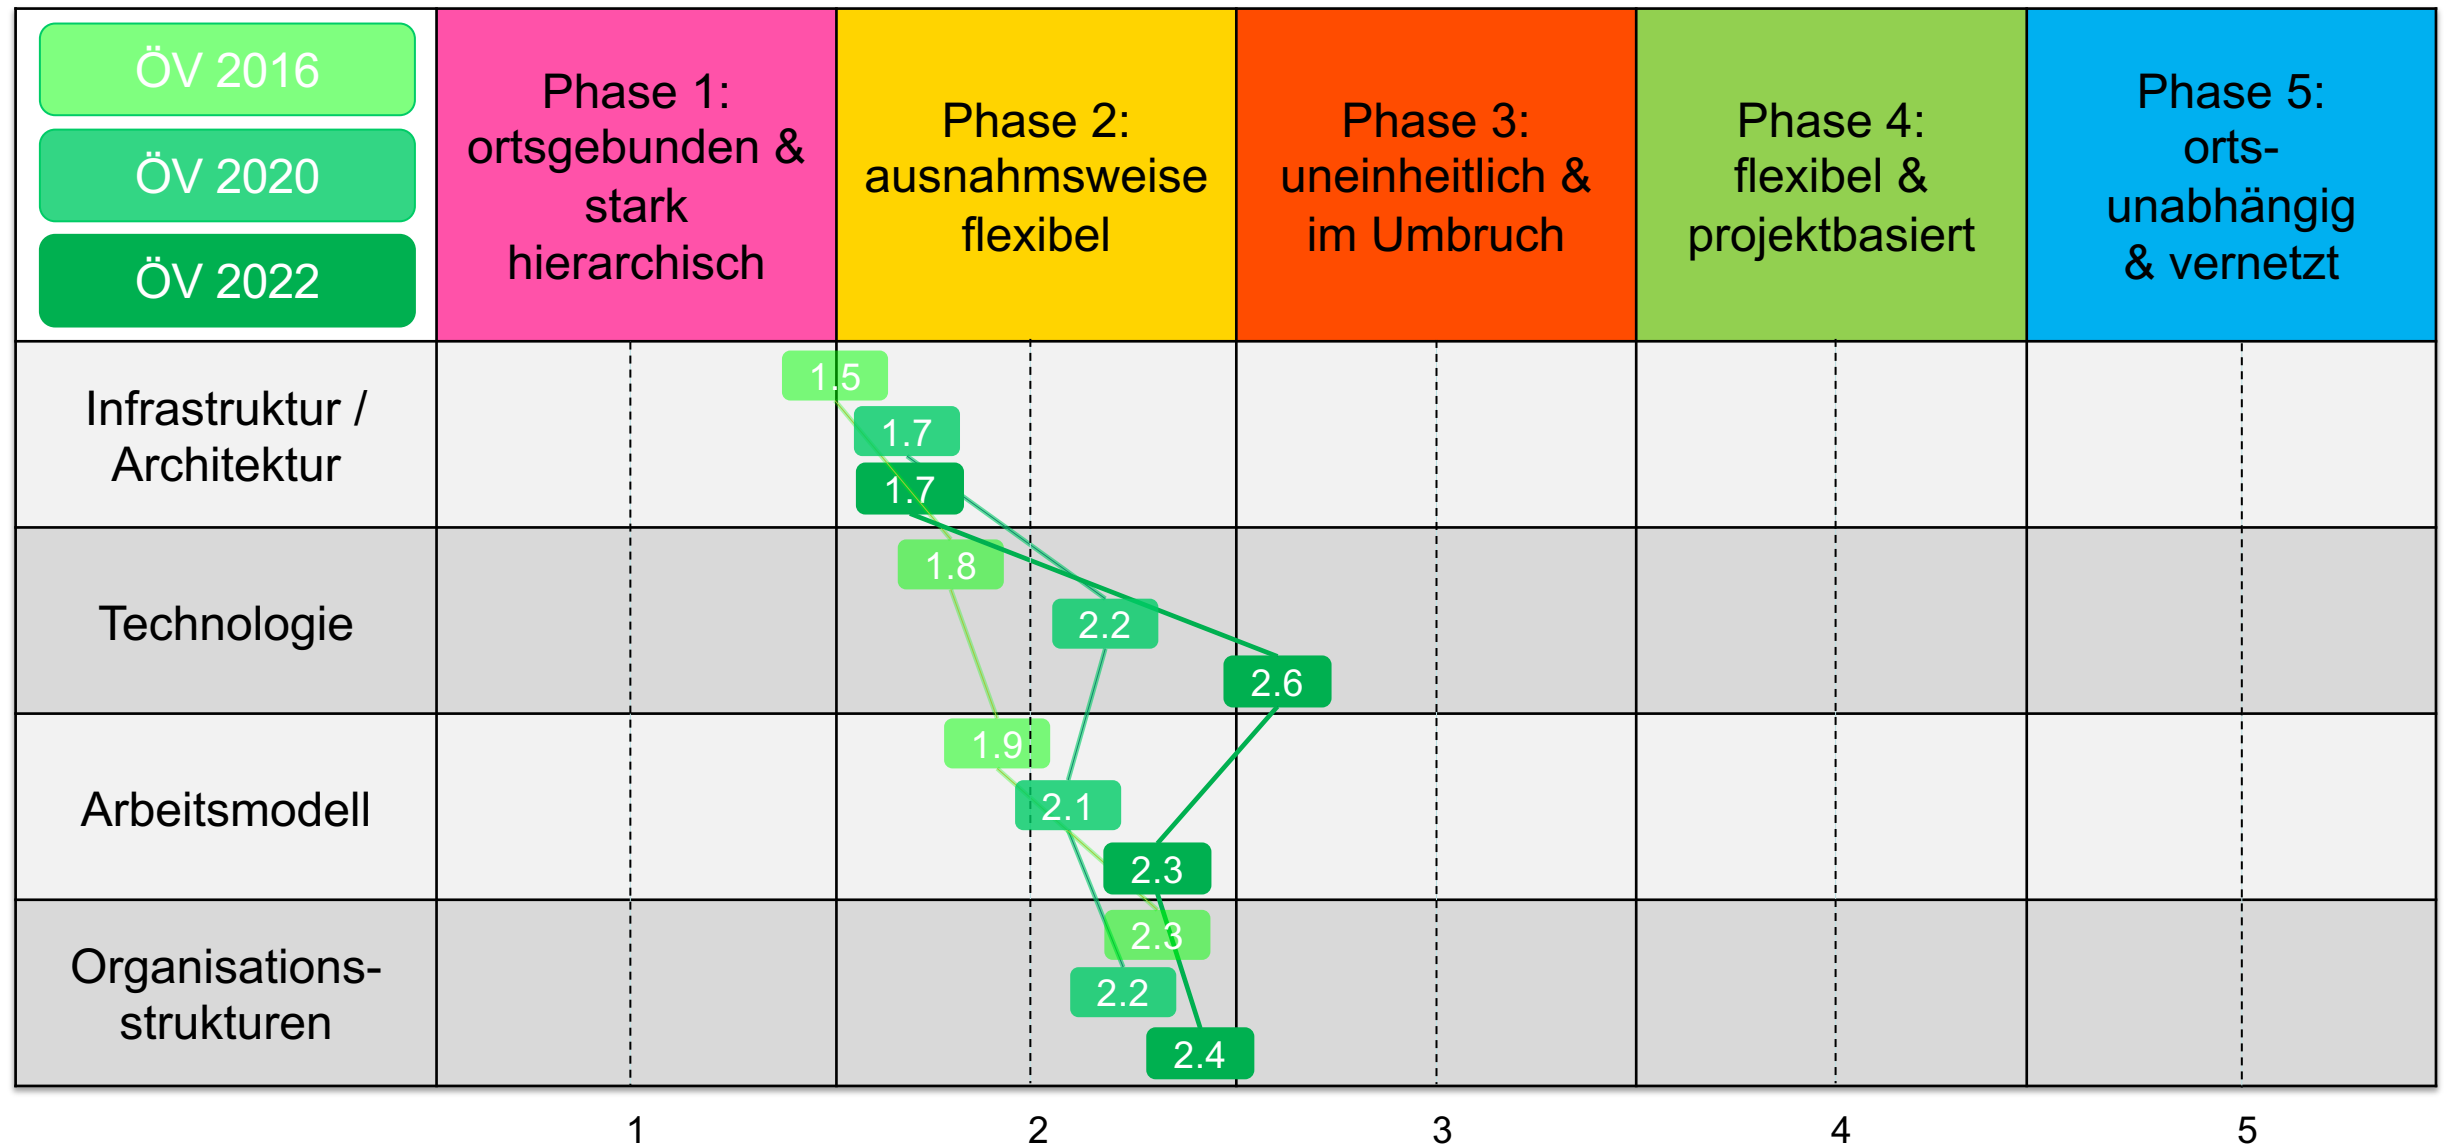 ÖV 2016
ÖV 2020
ÖV 2022
Phase 1:
ortsgebunden &
stark
hierarchisch
Phase 2:
ausnahmsweise
flexibel
Phase 3:
uneinheitlich &
im Umbruch
Phase 4:
flexibel &
projektbasiert
Phase 5:
orts-
unabhängig
& vernetzt
Infrastruktur /
Architektur
1.5
1.7
1.7
Technologie
1.8
2.2
2.6
Arbeitsmodell
1.9
2.1
2.3
Organisations-
strukturen
2.3
2.2
2.4
1
2
3
4
5